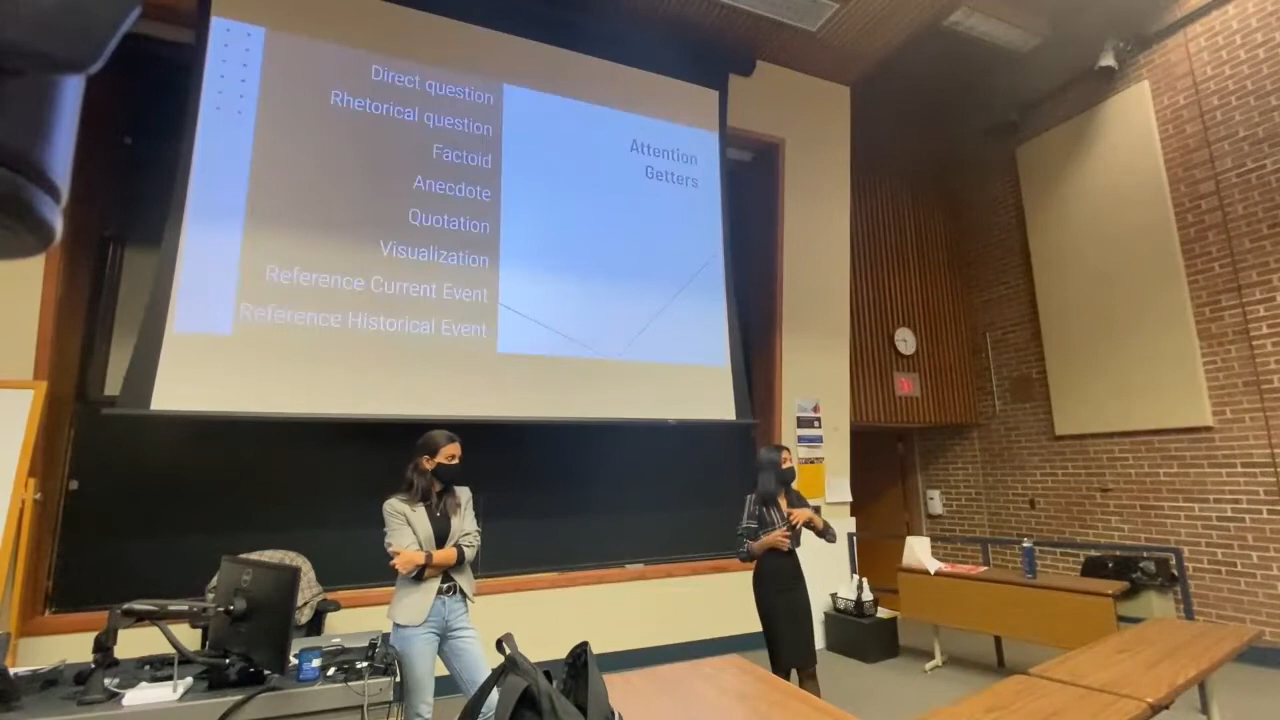 Direct question
Rhetorical question
Factoid
Anecdote
Quotation
Visualization
Reference Current Event
Reference Historical Event
Attention
Getters